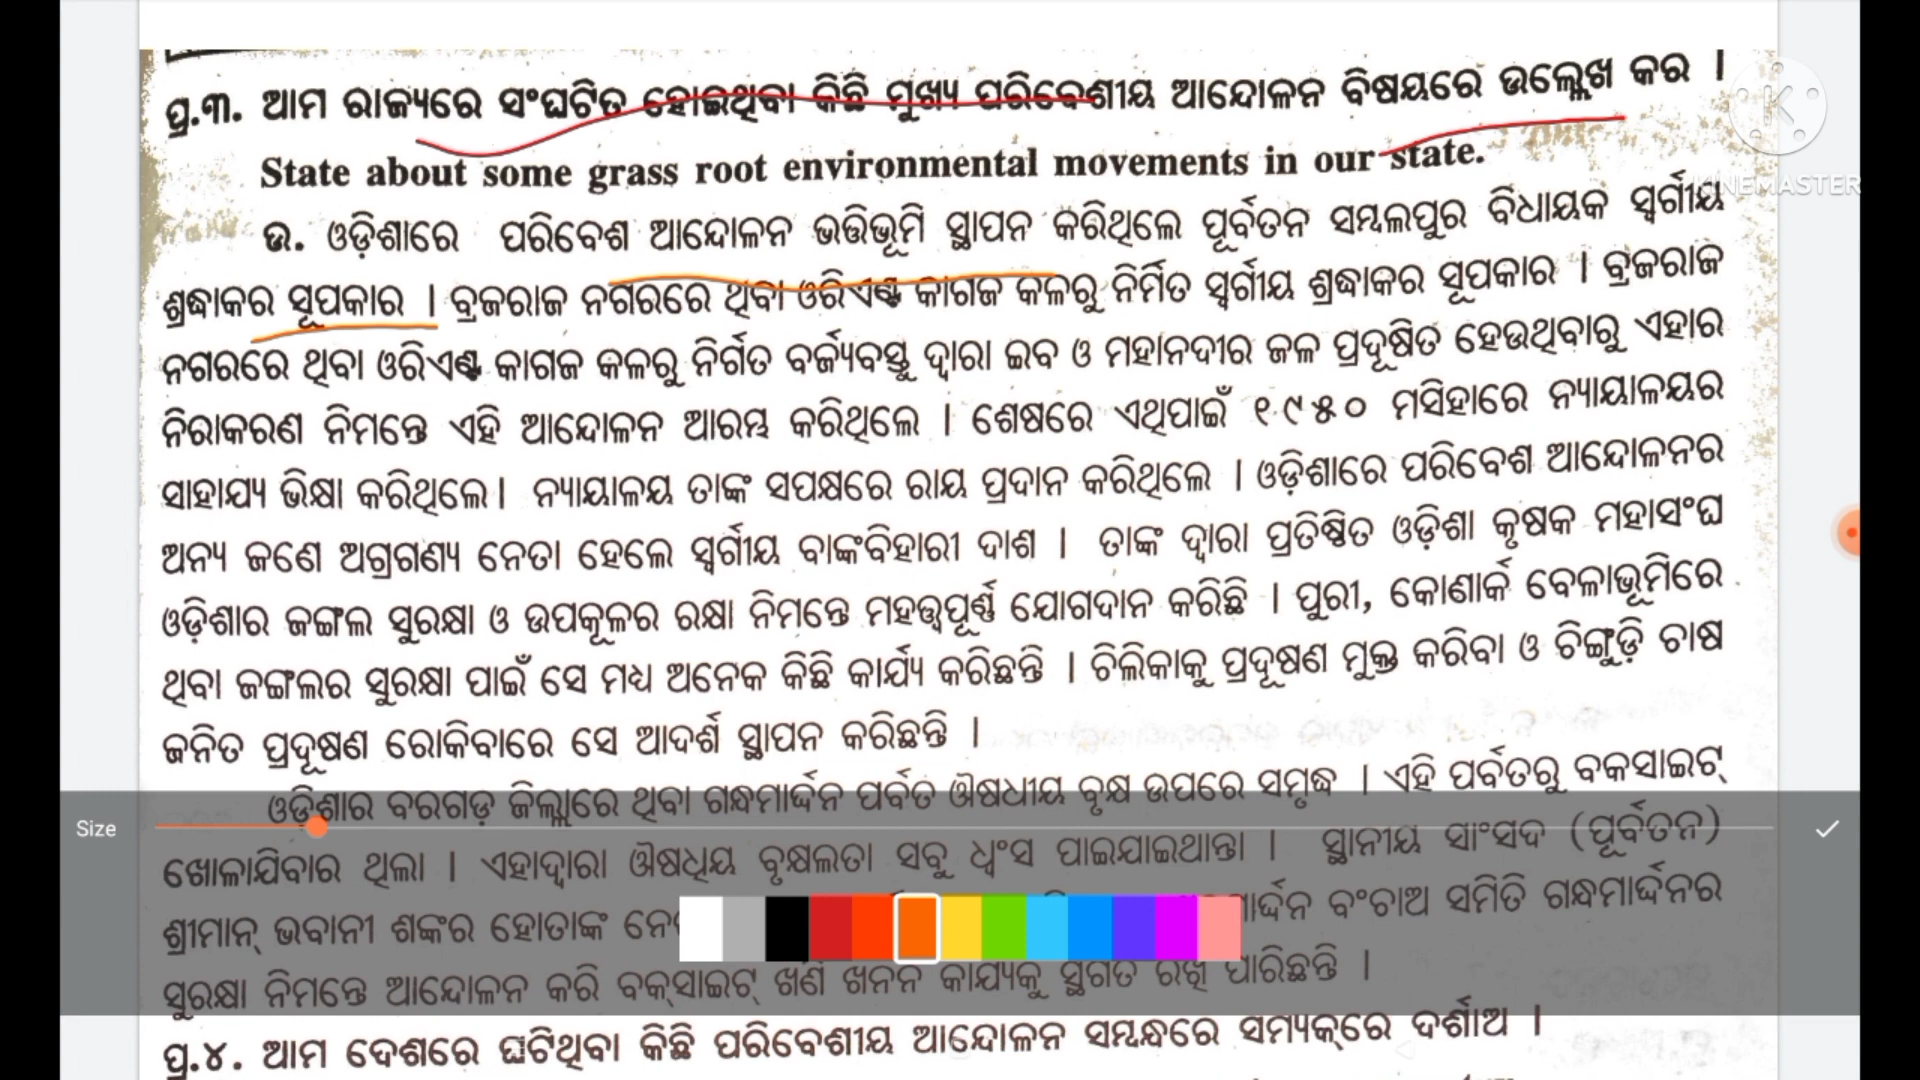 ପ୍ର.୩. ଆମ ରାଜ୍ୟରେ ସଂଘଟିତ ହୋଇଥିବା କିଛି ମୁଖ୍ୟ ପରିବେଶୀୟ ଆନ୍ଦୋଳନ ବିଷୟରେ ଉଲ୍ଲେଖ କର ।
State about some grass root environmental movements in our state.
KINEMASTER
ଉ. ଓଡ଼ିଶାରେ ପରିବେଶ ଆନ୍ଦୋଳନ ଭିତ୍ତିଭୂମି ସ୍ଥାପନ କରିଥିଲେ ପୂର୍ବତନ ସମ୍ବଲପୁର ବିଧାୟକ ସ୍ୱର୍ଗୀୟ
ଶ୍ରଦ୍ଧାକର ସୂପକାର । ବ୍ରଜରାଜ ନଗରରେ ଥିବା ଓରିଏଣ୍ଟ କାଗଜ କଳରୁ ନିର୍ମିତ ସ୍ୱର୍ଗୀୟ ଶ୍ରଦ୍ଧାକର ସୂପକାର । ବ୍ରଜରାଜ
ନଗରରେ ଥିବା ଓରିଏଣ୍ଟ କାଗଜ କଳରୁ ନିର୍ଗତ ବର୍ଜ୍ୟବସ୍ତୁ ଦ୍ୱାରା ଇବ ଓ ମହାନଦୀର ଜଳ ପ୍ରଦୂଷିତ ହେଉଥିବାରୁ ଏହାର
ନିରାକରଣ ନିମନ୍ତେ ଏହି ଆନ୍ଦୋଳନ ଆରମ୍ଭ କରିଥିଲେ । ଶେଷରେ ଏଥିପାଇଁ ୧୯୫୦ ମସିହାରେ ନ୍ୟାୟାଳୟର
ସାହାଯ୍ୟ ଭିକ୍ଷା କରିଥିଲେ। ନ୍ୟାୟାଳୟ ତାଙ୍କ ସପକ୍ଷରେ ରାୟ ପ୍ରଦାନ କରିଥିଲେ । ଓଡ଼ିଶାରେ ପରିବେଶ ଆନ୍ଦୋଳନର
ଅନ୍ୟ ଜଣେ ଅଗ୍ରଗଣ୍ୟ ନେତା ହେଲେ ସ୍ୱର୍ଗୀୟ ବାଙ୍କବିହାରୀ ଦାଶ । ତାଙ୍କ ଦ୍ୱାରା ପ୍ରତିଷ୍ଠିତ ଓଡ଼ିଶା କୃଷକ ମହାସଂଘ
ଓଡ଼ିଶାର ଜଙ୍ଗଲ ସୁରକ୍ଷା ଓ ଉପକୂଳର ରକ୍ଷା ନିମନ୍ତେ ମହତ୍ତ୍ୱପୂର୍ଣ୍ଣ ଯୋଗଦାନ କରିଛି । ପୁରୀ, କୋଣାର୍କ ବେଳାଭୂମିରେ
ଥିବା ଜଙ୍ଗଲର ସୁରକ୍ଷା ପାଇଁ ସେ ମଧ୍ୟ ଅନେକ କିଛି କାର୍ଯ୍ୟ କରିଛନ୍ତି । ଚିଲିକାକୁ ପ୍ରଦୂଷଣ ମୁକ୍ତ କରିବା ଓ ଚିଙ୍ଗୁଡ଼ି ଚାଷ
ଜନିତ ପ୍ରଦୂଷଣ ରୋକିବାରେ ସେ ଆଦର୍ଶ ସ୍ଥାପନ କରିଛନ୍ତି ।
ଓଡ଼ିଶାର ବରଗଡ଼ ଜିଲ୍ଲାରେ ଥିବା ଗନ୍ଧମାର୍ଦ୍ଦନ ପର୍ବତ ଔଷଧୀୟ ବୃକ୍ଷ ଉପରେ ସମୃଦ୍ଧ । ଏହି ପର୍ବତରୁ ବକସାଇଟ୍
Size
ଖୋଳାଯିବାର ଥିଲା । ଏହାଦ୍ୱାରା ଔଷଧିୟ ବୃକ୍ଷଲତା ସବୁ ଧ୍ୱଂସ ପାଇଯାଇଥାନ୍ତା । ସ୍ଥାନୀୟ ସାଂସଦ (ପୂର୍ବତନ)
ଶ୍ରୀମାନ୍ ଭବାନୀ ଶଙ୍କର ହୋତାଙ୍କ ବଂଚାଅ ସମିତି ଗନ୍ଧମାର୍ଦ୍ଦନର
ସୁରକ୍ଷା ନିମନ୍ତେ ଆନ୍ଦୋଳନ କରି ବକ୍ସାଇଟ୍ ଖଣି ଖନନ କାର୍ଯ୍ୟକୁ ସ୍ଥଗିତ ରଖି ପାରିଛନ୍ତି ।
ପ୍ର.୪. ଆମ ଦେଶରେ ଘଟିଥିବା କିଛି ପରିବେଶୀୟ ଆନ୍ଦୋଳନ ସମ୍ବନ୍ଧରେ ସମ୍ୟକ୍‌ରେ ଦର୍ଶାଅ ।